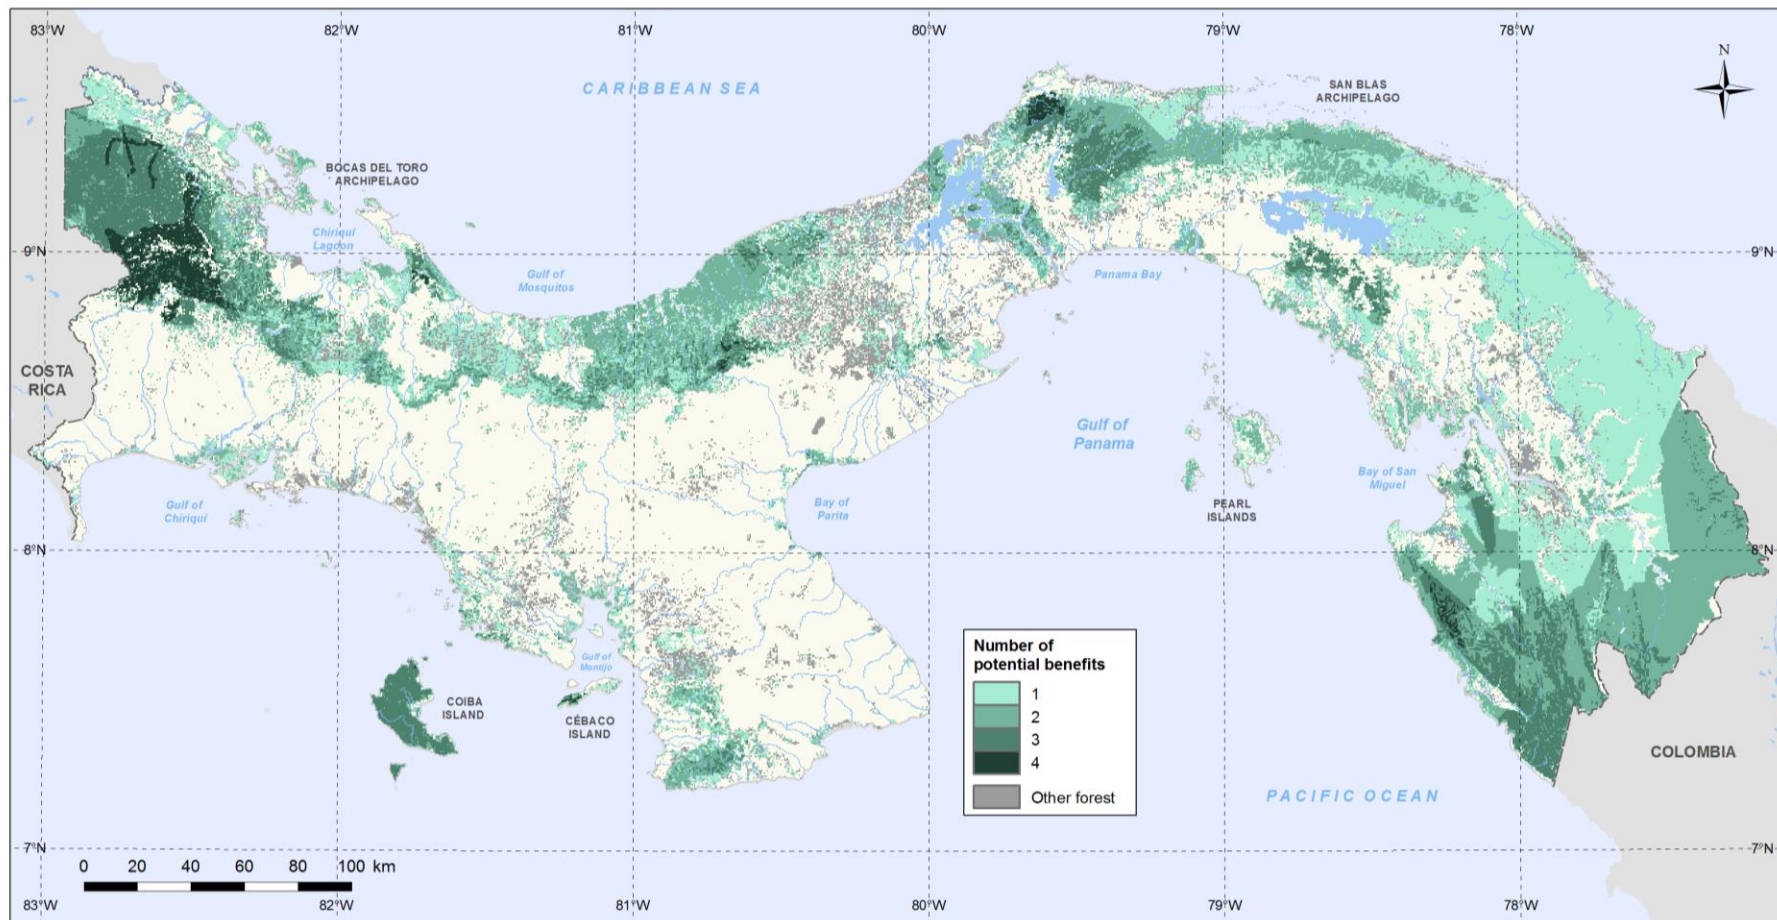 83°W
82°W
81°W
80°W
79°W
78°W
N
CARIBBEAN SEA
SAN BLAS
ARCHIPELAGO
BOCAS DEL TORO
ARCHIPELAGO
Chiriquí
Lagoon
9°N
9°N
Gulf of
Mosquitos
Panama Bay
COSTA
RICA
Gulf of
Panama
Gulf of
Chiriquí
Bay of
Parita
Bay of San
Miguel
PEARL
ISLANDS
8°N
8°N
Gulf of
Montijo
COIBA
ISLAND
CÉBACO
ISLAND
Number of
potential benefits
1
2
3
4
Other forest
COLOMBIA
PACIFIC OCEAN
7°N
7°N
0 20 40 60 80 100 km
83°W
82°W
81°W
80°W
79°W
78°W